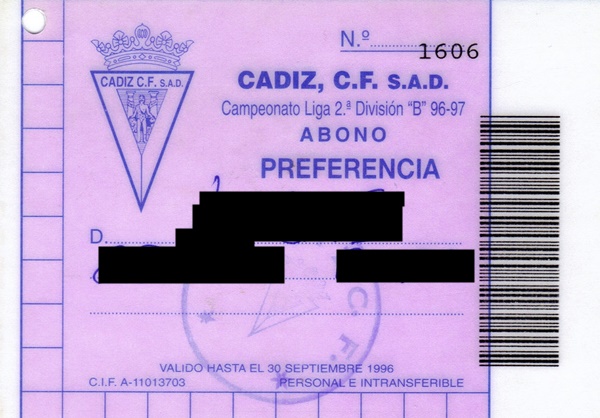 N.º 1606
CADIZ C.F. S.A.D.
CADIZ, C.F. S.A.D.
Campeonato Liga 2.ª División "B" 96-97
ABONO
PREFERENCIA
D.
C. F.
VALIDO HASTA EL 30 SEPTIEMBRE 1996
C.I.F. A-11013703 PERSONAL E INTRANSFERIBLE